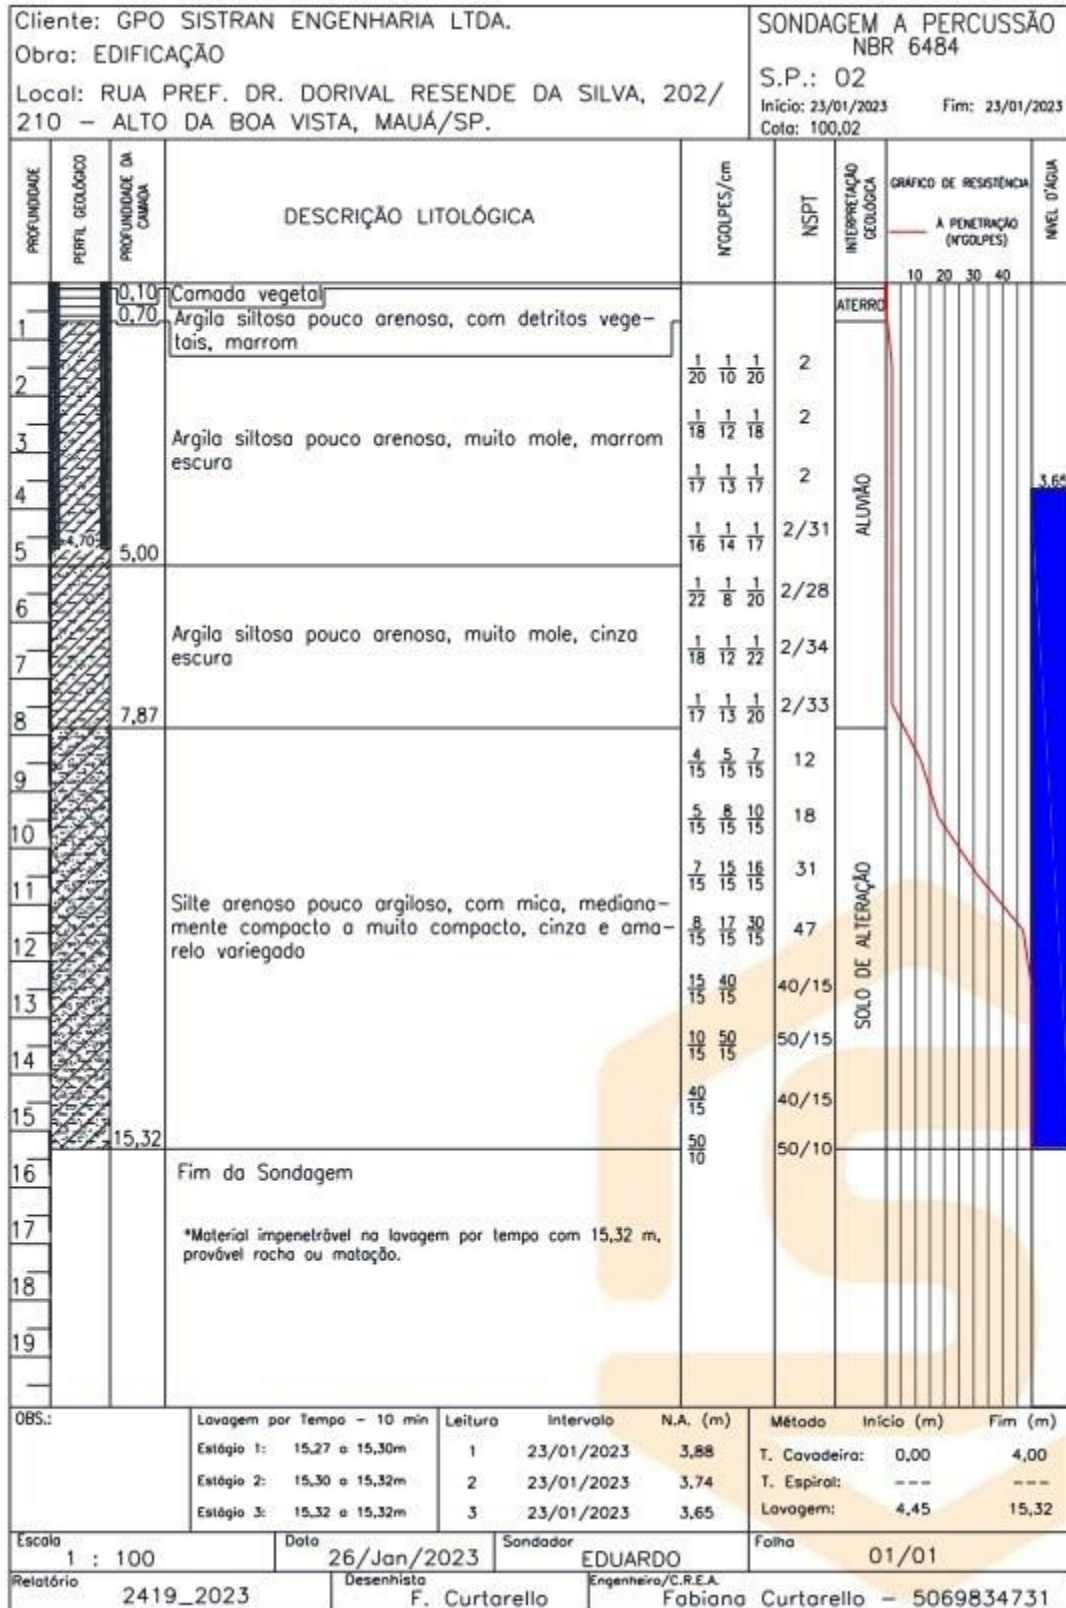 Cliente: GPO SISTRAN ENGENHARIA LTDA.
Obra: EDIFICAÇÃO
Local: RUA PREF. DR. DORIVAL RESENDE DA SILVA, 202/
210 – ALTO DA BOA VISTA, MAUÁ/SP.
SONDAGEM A PERCUSSÃO
NBR 6484
S.P.: 02
Início: 23/01/2023 Fim: 23/01/2023
Cota: 100,02
PROFUNDIDADE
PERFIL GEOLÓGICO
PROFUNDIDADE DA
CAMADA
DESCRIÇÃO LITOLÓGICA
N°GOLPES/cm
NSPT
INTERPRETAÇÃO
GEOLÓGICA
GRÁFICO DE RESISTÊNCIA
À PENETRAÇÃO
(N°GOLPES)
10 20 30 40
NIVEL D'ÁGUA
0,10 Camada vegetal
0,70 Argila siltosa pouco arenosa, com detritos vege-
tais, marrom
ATERRO
1
1/20 1/10 1/20 2
2
1/18 1/12 1/18 2
3
Argila siltosa pouco arenosa, muito mole, marrom
escura
1/17 1/13 1/17 2
4
3,65
ALUVIÃO
1/16 1/14 1/17 2/31
4,70
5
5,00
1/22 1/8 1/20 2/28
6
Argila siltosa pouco arenosa, muito mole, cinza
escura
1/18 1/12 1/22 2/34
7
1/17 1/13 1/20 2/33
8
7,87
4/15 5/15 7/15 12
9
5/15 8/15 10/15 18
10
7/15 15/15 16/15 31
11
Silte arenoso pouco argiloso, com mica, mediana-
mente compacto a muito compacto, cinza e ama-
relo variegado
8/15 17/15 30/15 47
12
SOLO DE ALTERAÇÃO
15/15 40/15 40/15
13
10/15 50/15 50/15
14
40/15 40/15
15
15,32
50/10 50/10
16
Fim da Sondagem
17
*Material impenetrável na lavagem por tempo com 15,32 m,
provável rocha ou matação.
18
19
OBS.:
Lavagem por Tempo – 10 min
Estágio 1: 15,27 a 15,30m
Estágio 2: 15,30 a 15,32m
Estágio 3: 15,32 a 15,32m
Leitura Intervalo N.A. (m)
1 23/01/2023 3,88
2 23/01/2023 3,74
3 23/01/2023 3,65
Método Início (m) Fim (m)
T. Cavadeira: 0,00 4,00
T. Espiral: --- ---
Lavagem: 4,45 15,32
Escala
1 : 100
Data
26/Jan/2023
Sondador
EDUARDO
Folha
01/01
Relatório
2419_2023
Desenhista
F. Curtarello
Engenheiro/C.R.E.A.
Fabiana Curtarello – 5069834731